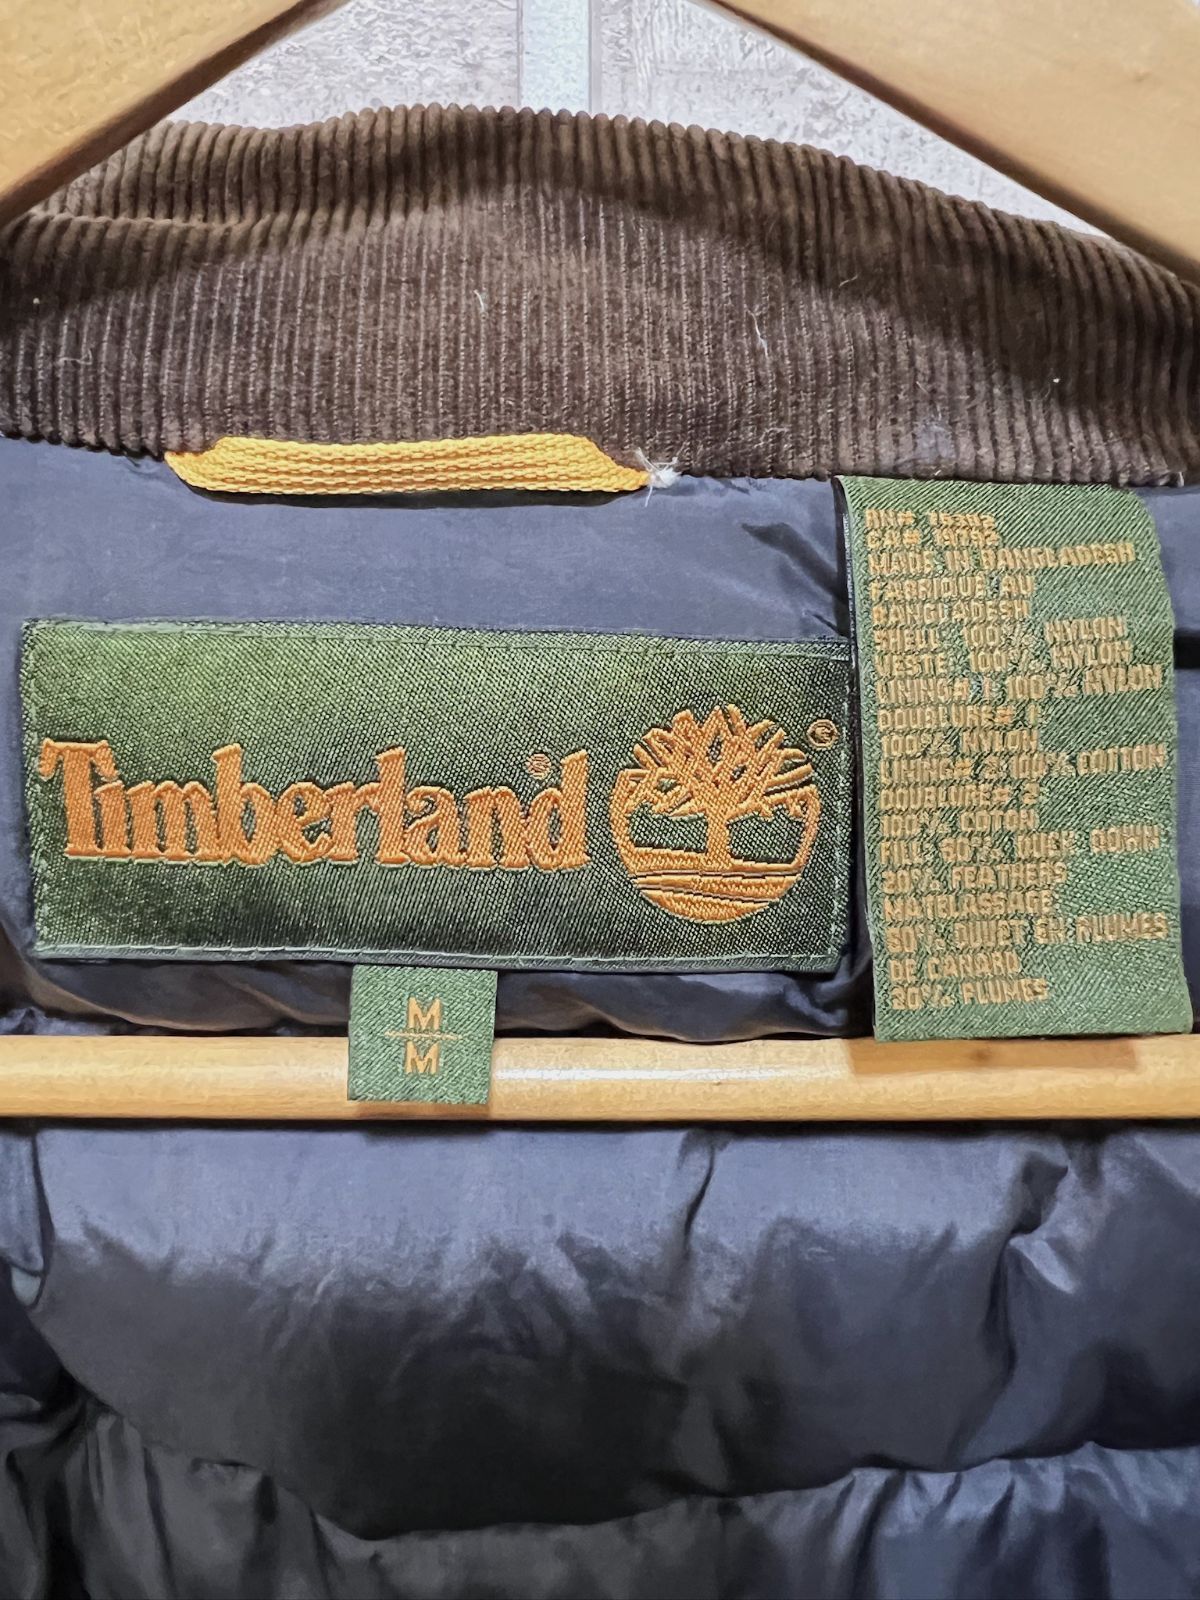 Timberland®
®
M
M
RN# 15392
CA# 19792
MADE IN BANGLADESH
FABRIQUE AU
BANGLADESH
SHELL 100% NYLON
VESTE 100% NYLON
LINING# 1 100% NYLON
DOUBLURE# 1
100% NYLON
LINING# 2 100% COTTON
DOUBLURE# 2
100% COTON
FILL 80% DUCK DOWN
20% FEATHERS
MATELASSAGE
80% DUVET EN PLUMES
DE CANARD
20% PLUMES